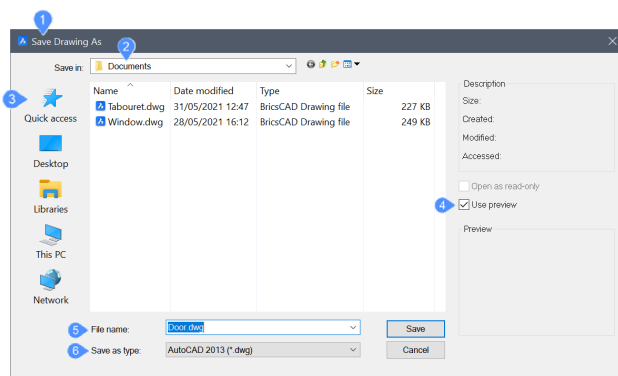 1
Save Drawing As
2
Save in: Documents
3
Quick access
Desktop
Libraries
This PC
Network
Name Date modified Type Size
Tabouret.dwg 31/05/2021 12:47 BricsCAD Drawing file 227 KB
Window.dwg 28/05/2021 16:12 BricsCAD Drawing file 249 KB
Description
Size:
Created:
Modified:
Accessed:
Open as read-only
4 Use preview
Preview
5 File name: Door.dwg Save
6 Save as type: AutoCAD 2013 (*.dwg) Cancel